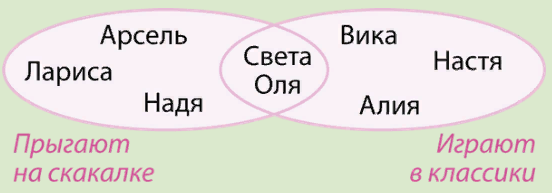 Арсель
Лариса
Надя
Света
Оля
Вика
Настя
Алия
Прыгают
на скакалке
Играют
в классики